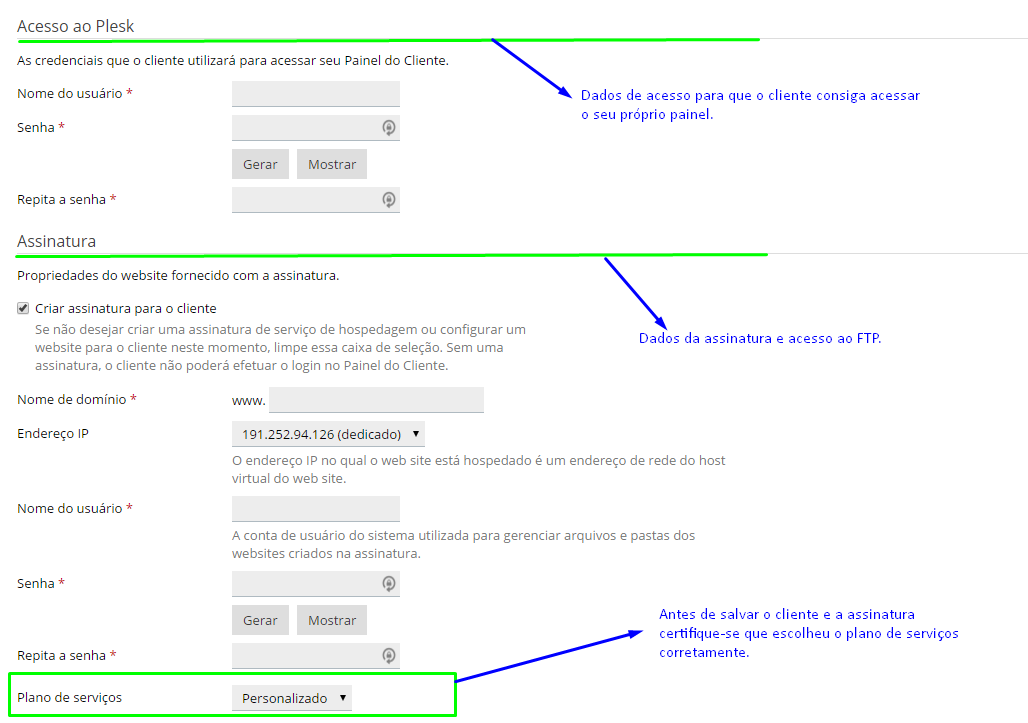 Acesso ao Plesk
As credenciais que o cliente utilizará para acessar seu Painel do Cliente.
Nome do usuário *
Dados de acesso para que o cliente consiga acessar
o seu próprio painel.
Senha *
Gerar Mostrar
Repita a senha *
Assinatura
Propriedades do website fornecido com a assinatura.
Criar assinatura para o cliente
Se não desejar criar uma assinatura de serviço de hospedagem ou configurar um
website para o cliente neste momento, limpe essa caixa de seleção. Sem uma
assinatura, o cliente não poderá efetuar o login no Painel do Cliente.
Dados da assinatura e acesso ao FTP.
Nome de domínio * www.
Endereço IP 191.252.94.126 (dedicado)
O endereço IP no qual o web site está hospedado é um endereço de rede do host
virtual do web site.
Nome do usuário *
A conta de usuário do sistema utilizada para gerenciar arquivos e pastas dos
websites criados na assinatura.
Senha *
Gerar Mostrar
Antes de salvar o cliente e a assinatura
certifique-se que escolheu o plano de serviços
corretamente.
Repita a senha *
Plano de serviços Personalizado